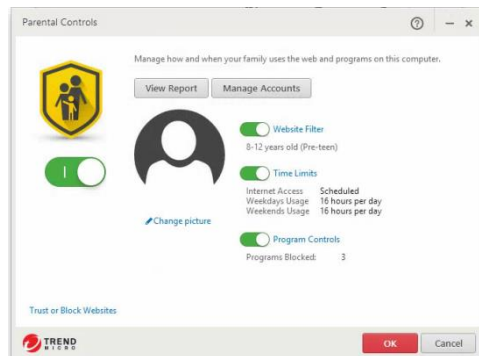 Parental Controls
Manage how and when your family uses the web and programs on this computer.
View Report
Manage Accounts
Website Filter
8-12 years old (Pre-teen)
Time Limits
Internet Access Scheduled
Weekdays Usage 16 hours per day
Weekends Usage 16 hours per day
Change picture
Program Controls
Programs Blocked: 3
Trust or Block Websites
TREND
MICRO
OK
Cancel